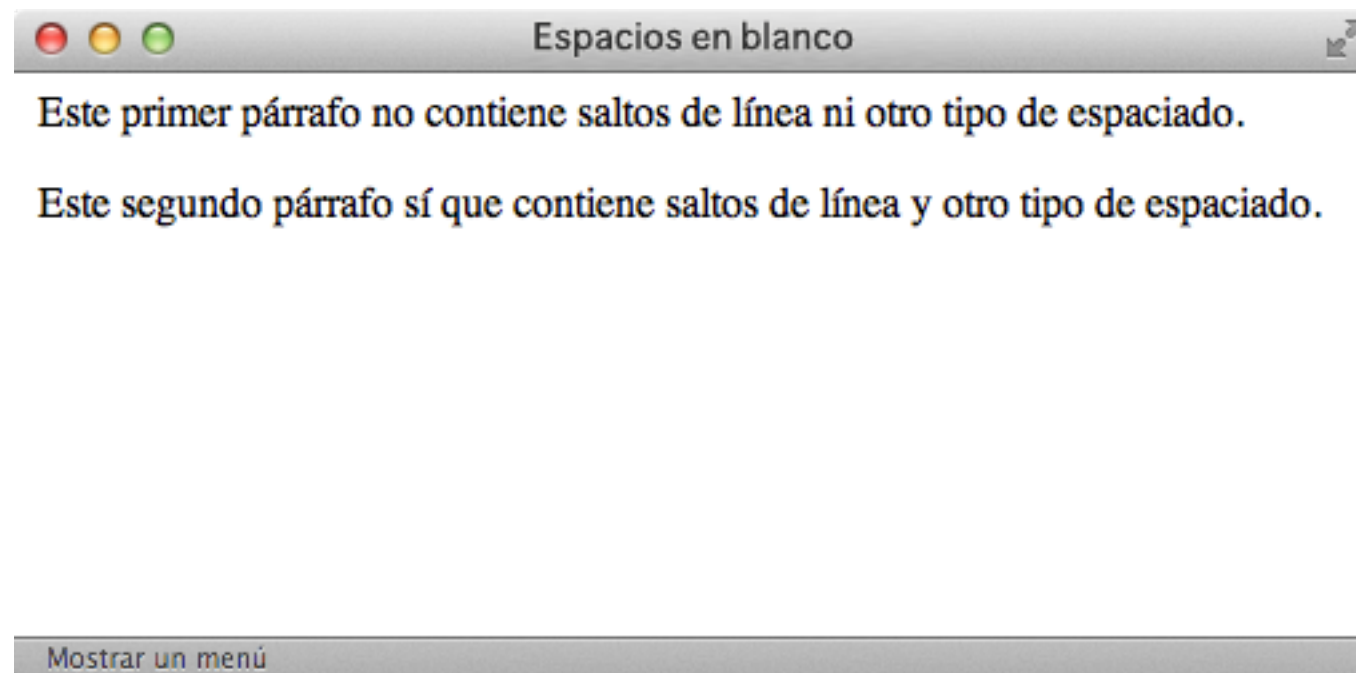 Espacios en blanco
Este primer párrafo no contiene saltos de línea ni otro tipo de espaciado.
Este segundo párrafo sí que contiene saltos de línea y otro tipo de espaciado.
Mostrar un menú